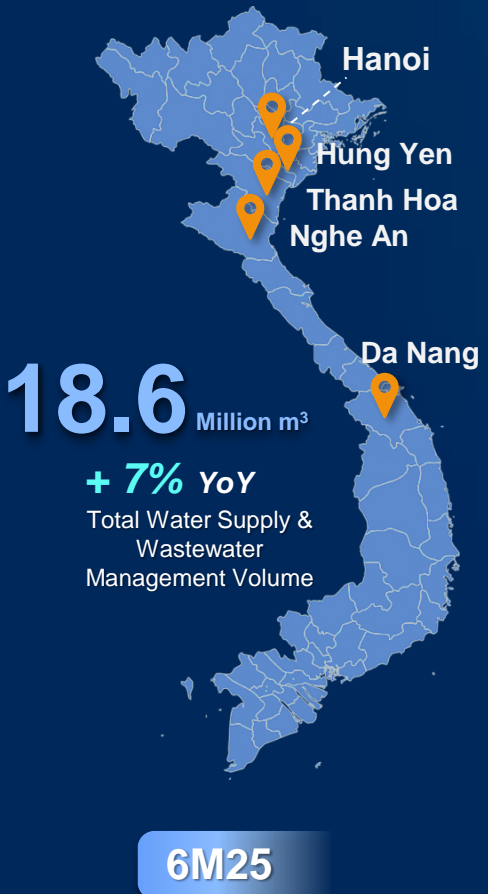 Hanoi
Hung Yen
Thanh Hoa
Nghe An
Da Nang
18.6 Million m³
+ 7% YoY
Total Water Supply &
Wastewater
Management Volume
6M25